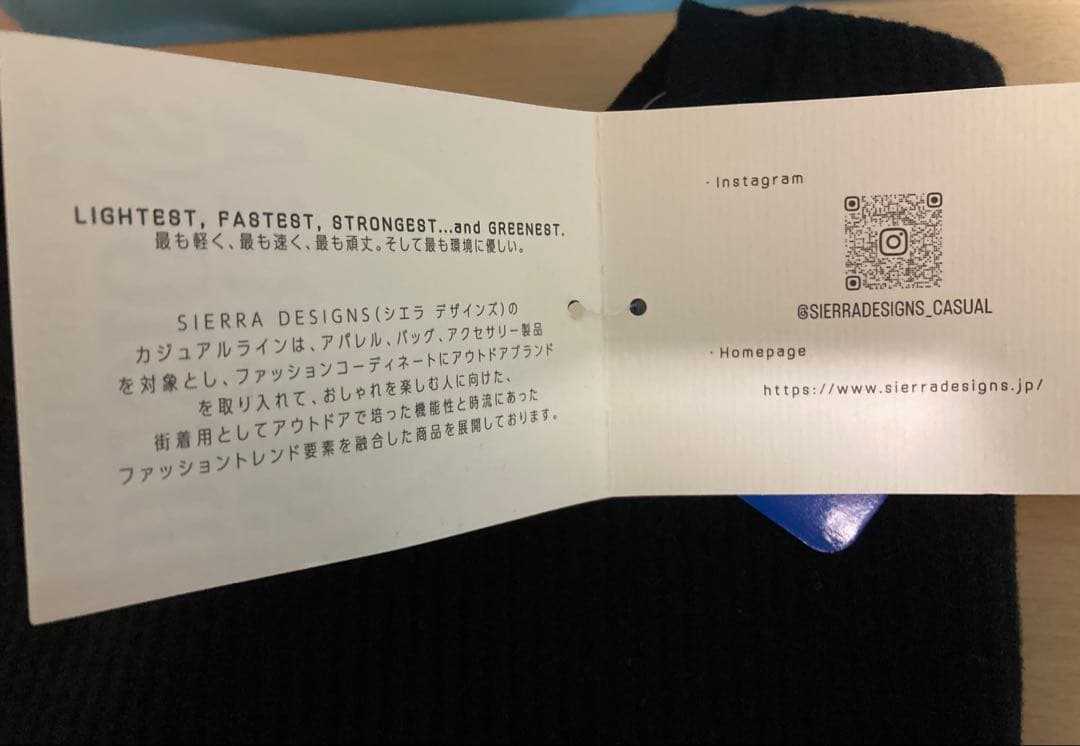 LIGHTEST, FASTEST, STRONGEST...and GREENEST.
最も軽く、最も速く、最も頑丈。そして最も環境に優しい。
SIERRA DESIGNS(シエラ デザインズ)の
カジュアルラインは、アパレル、バッグ、アクセサリー製品
を対象とし、ファッションコーディネートにアウトドアブランド
を取り入れて、おしゃれを楽しむ人に向けた、
街着用としてアウトドアで培った機能性と時流にあった
ファッショントレンド要素を融合した商品を展開しております。
・Instagram
@SIERRADESIGNS_CASUAL
・Homepage
https://www.sierradesigns.jp/